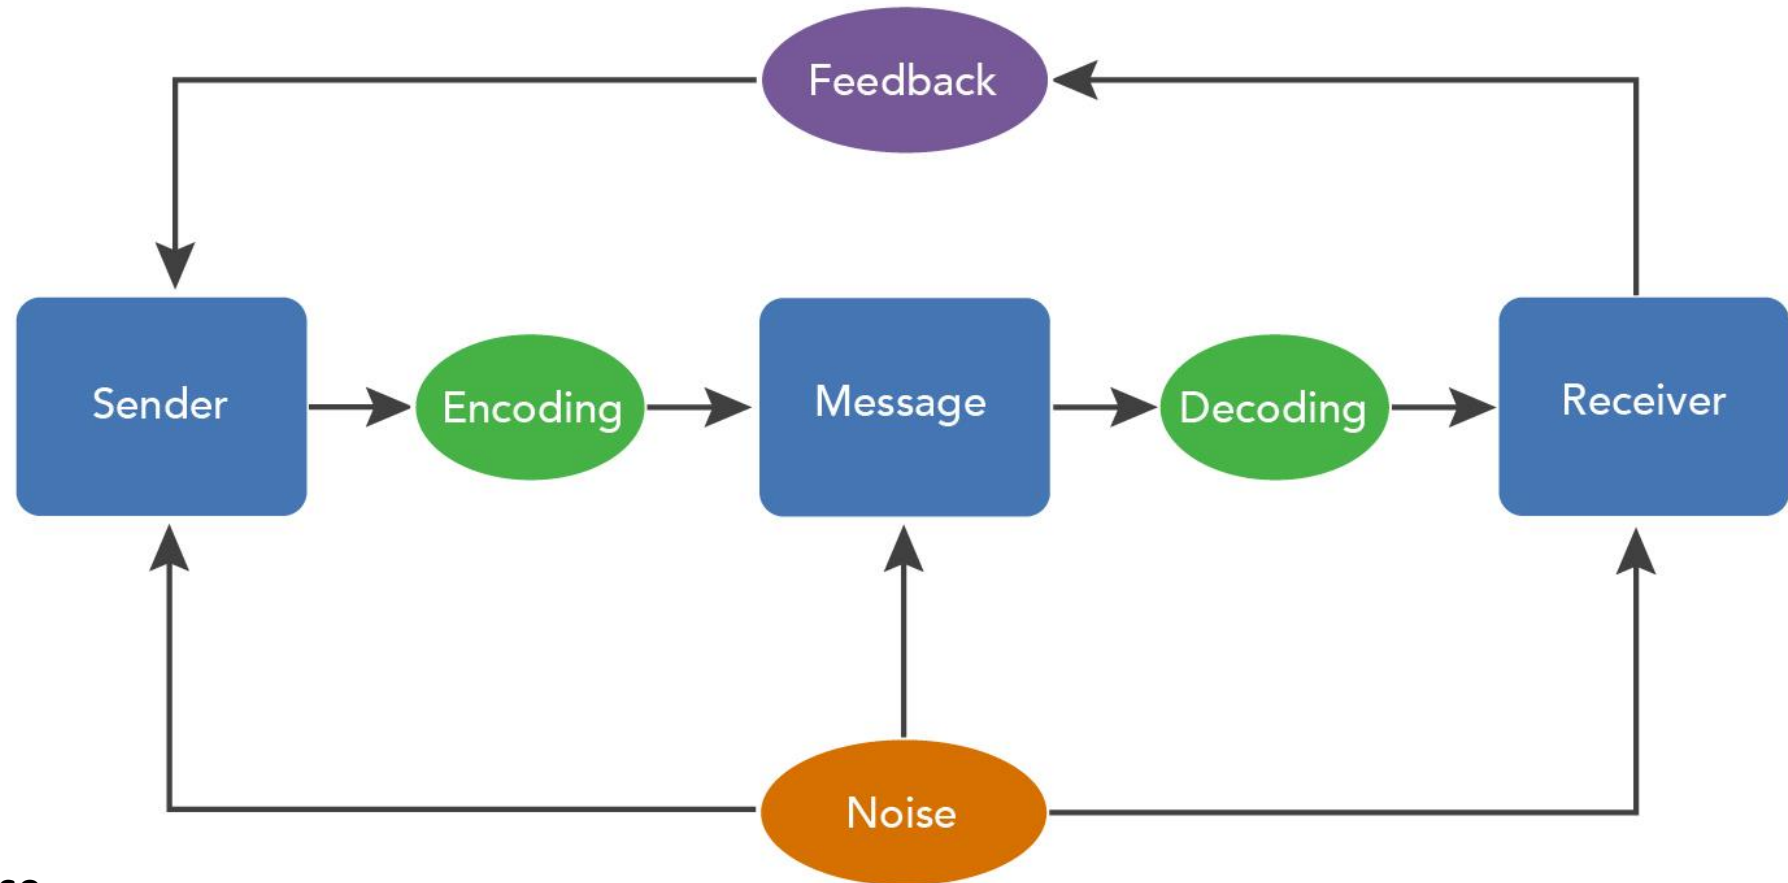 Feedback
Sender
Encoding
Message
Decoding
Receiver
Noise